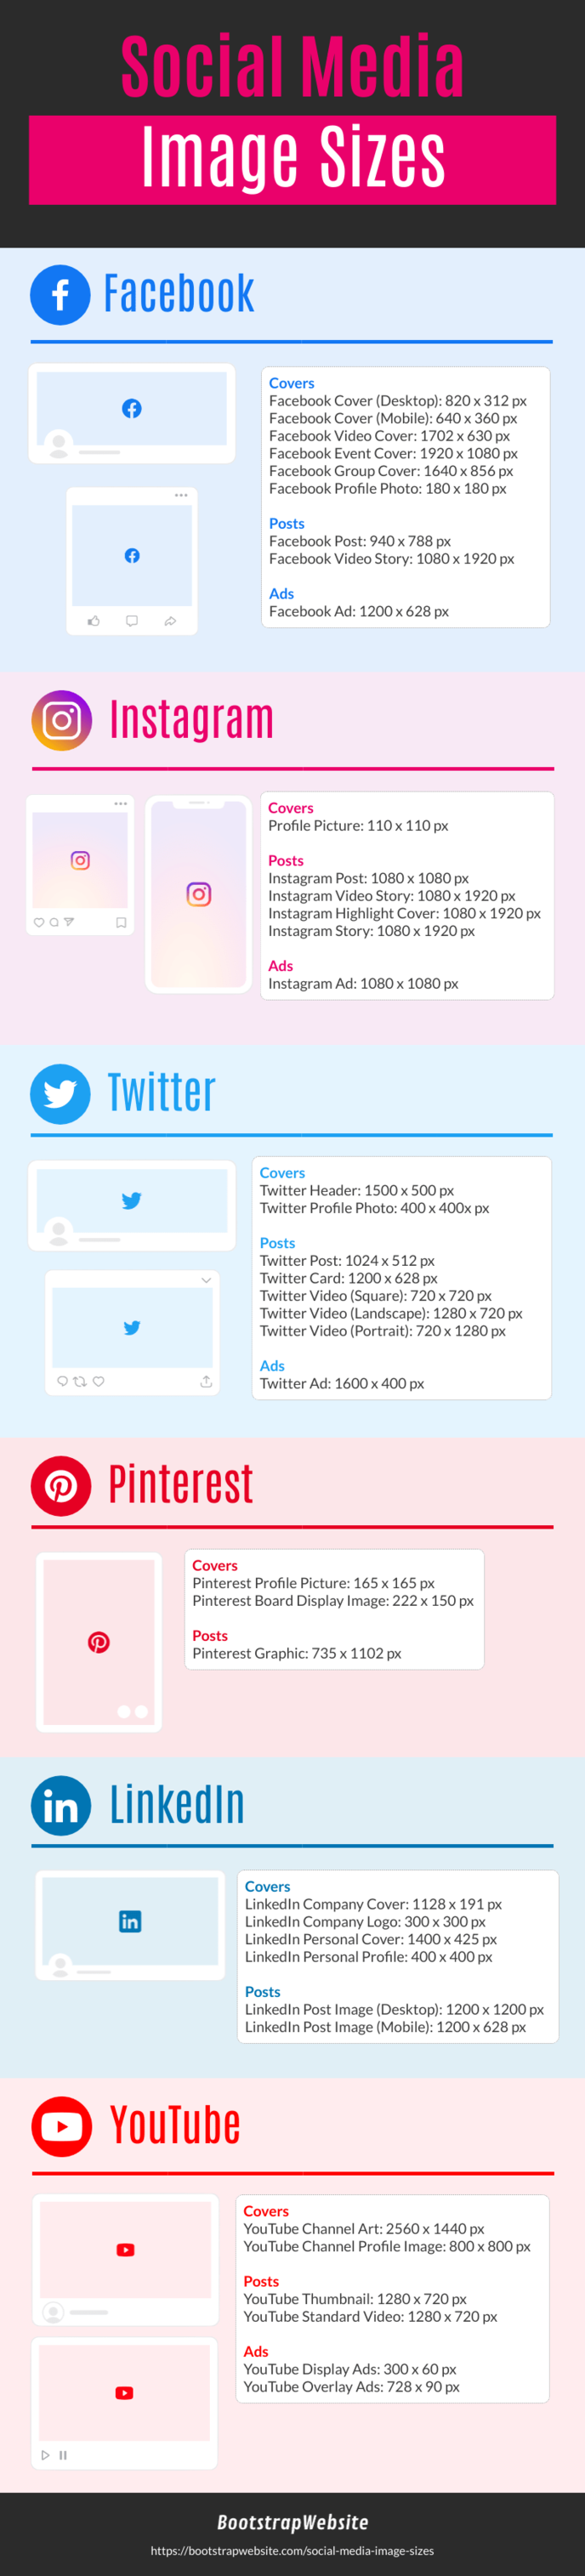 Social Media
Image Sizes
Facebook
Covers
Facebook Cover (Desktop): 820 x 312 px
Facebook Cover (Mobile): 640 x 360 px
Facebook Video Cover: 1702 x 630 px
Facebook Event Cover: 1920 x 1080 px
Facebook Group Cover: 1640 x 856 px
Facebook Profile Photo: 180 x 180 px
Posts
Facebook Post: 940 x 788 px
Facebook Video Story: 1080 x 1920 px
Ads
Facebook Ad: 1200 x 628 px
Instagram
Covers
Profile Picture: 110 x 110 px
Posts
Instagram Post: 1080 x 1080 px
Instagram Video Story: 1080 x 1920 px
Instagram Highlight Cover: 1080 x 1920 px
Instagram Story: 1080 x 1920 px
Ads
Instagram Ad: 1080 x 1080 px
Twitter
Covers
Twitter Header: 1500 x 500 px
Twitter Profile Photo: 400 x 400x px
Posts
Twitter Post: 1024 x 512 px
Twitter Card: 1200 x 628 px
Twitter Video (Square): 720 x 720 px
Twitter Video (Landscape): 1280 x 720 px
Twitter Video (Portrait): 720 x 1280 px
Ads
Twitter Ad: 1600 x 400 px
Pinterest
Covers
Pinterest Profile Picture: 165 x 165 px
Pinterest Board Display Image: 222 x 150 px
Posts
Pinterest Graphic: 735 x 1102 px
LinkedIn
Covers
LinkedIn Company Cover: 1128 x 191 px
LinkedIn Company Logo: 300 x 300 px
LinkedIn Personal Cover: 1400 x 425 px
LinkedIn Personal Profile: 400 x 400 px
Posts
LinkedIn Post Image (Desktop): 1200 x 1200 px
LinkedIn Post Image (Mobile): 1200 x 628 px
YouTube
Covers
YouTube Channel Art: 2560 x 1440 px
YouTube Channel Profile Image: 800 x 800 px
Posts
YouTube Thumbnail: 1280 x 720 px
YouTube Standard Video: 1280 x 720 px
Ads
YouTube Display Ads: 300 x 60 px
YouTube Overlay Ads: 728 x 90 px
BootstrapWebsite
https://bootstrapwebsite.com/social-media-image-sizes